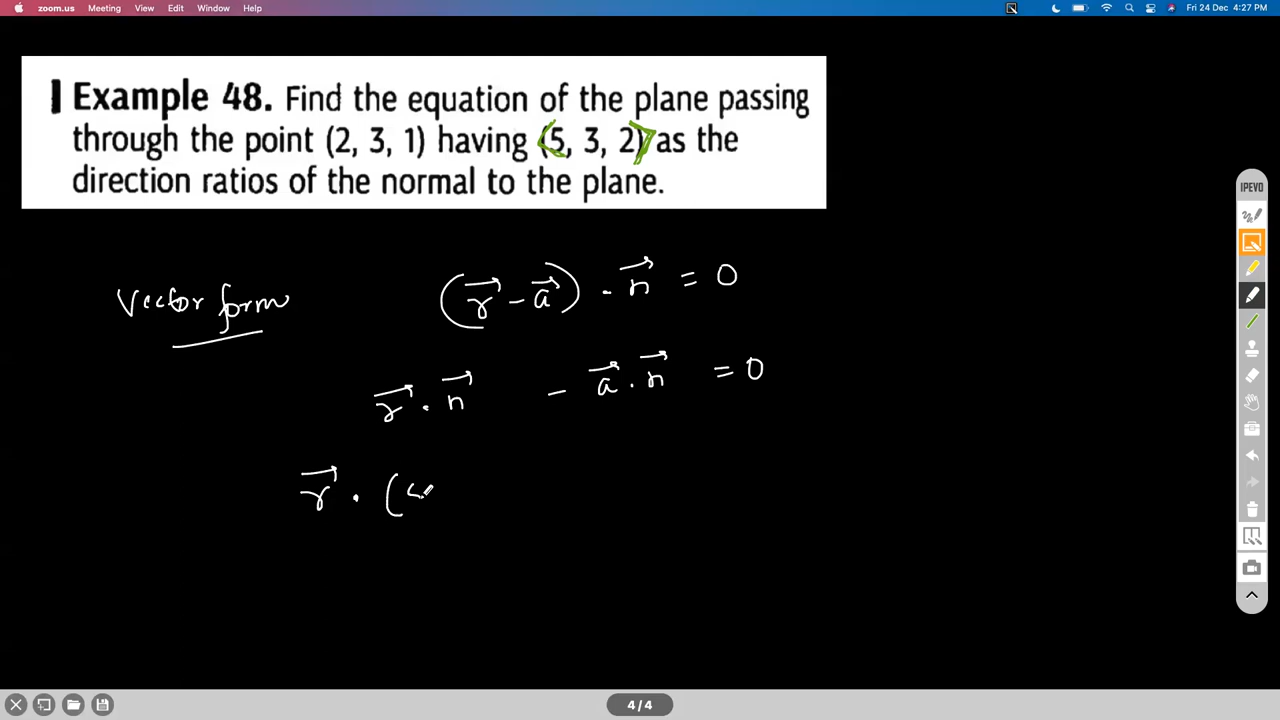 zoom.us Meeting View Edit Window Help Fri 24 Dec 4:27 PM
Example 48. Find the equation of the plane passing
through the point (2, 3, 1) having (5, 3, 2) as the
direction ratios of the normal to the plane.
IPEVO
Vector form (r⃗ - a⃗) · n⃗ = 0
r⃗ · n⃗ - a⃗ · n⃗ = 0
r⃗ · (
4/4